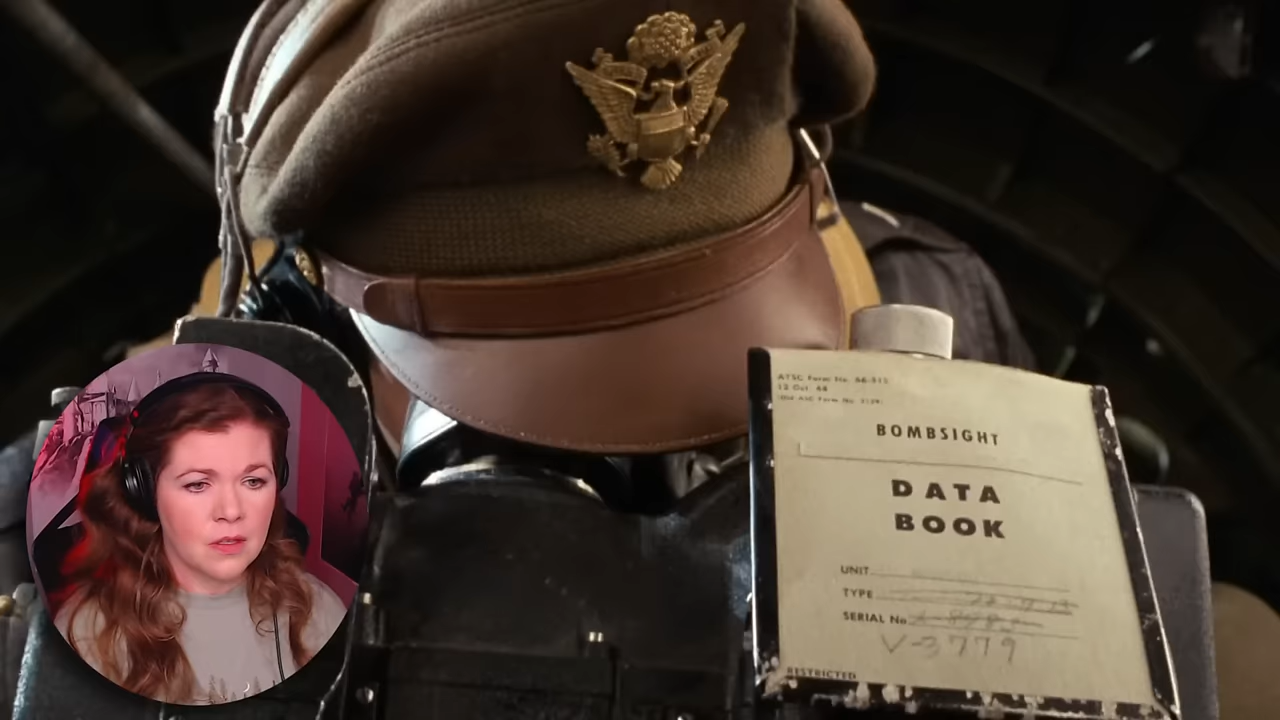 ATSC Form No. 66-515
12 Oct 44
BOMBSIGHT
DATA
BOOK
UNIT
TYPE
SERIAL No
V-3779
RESTRICTED